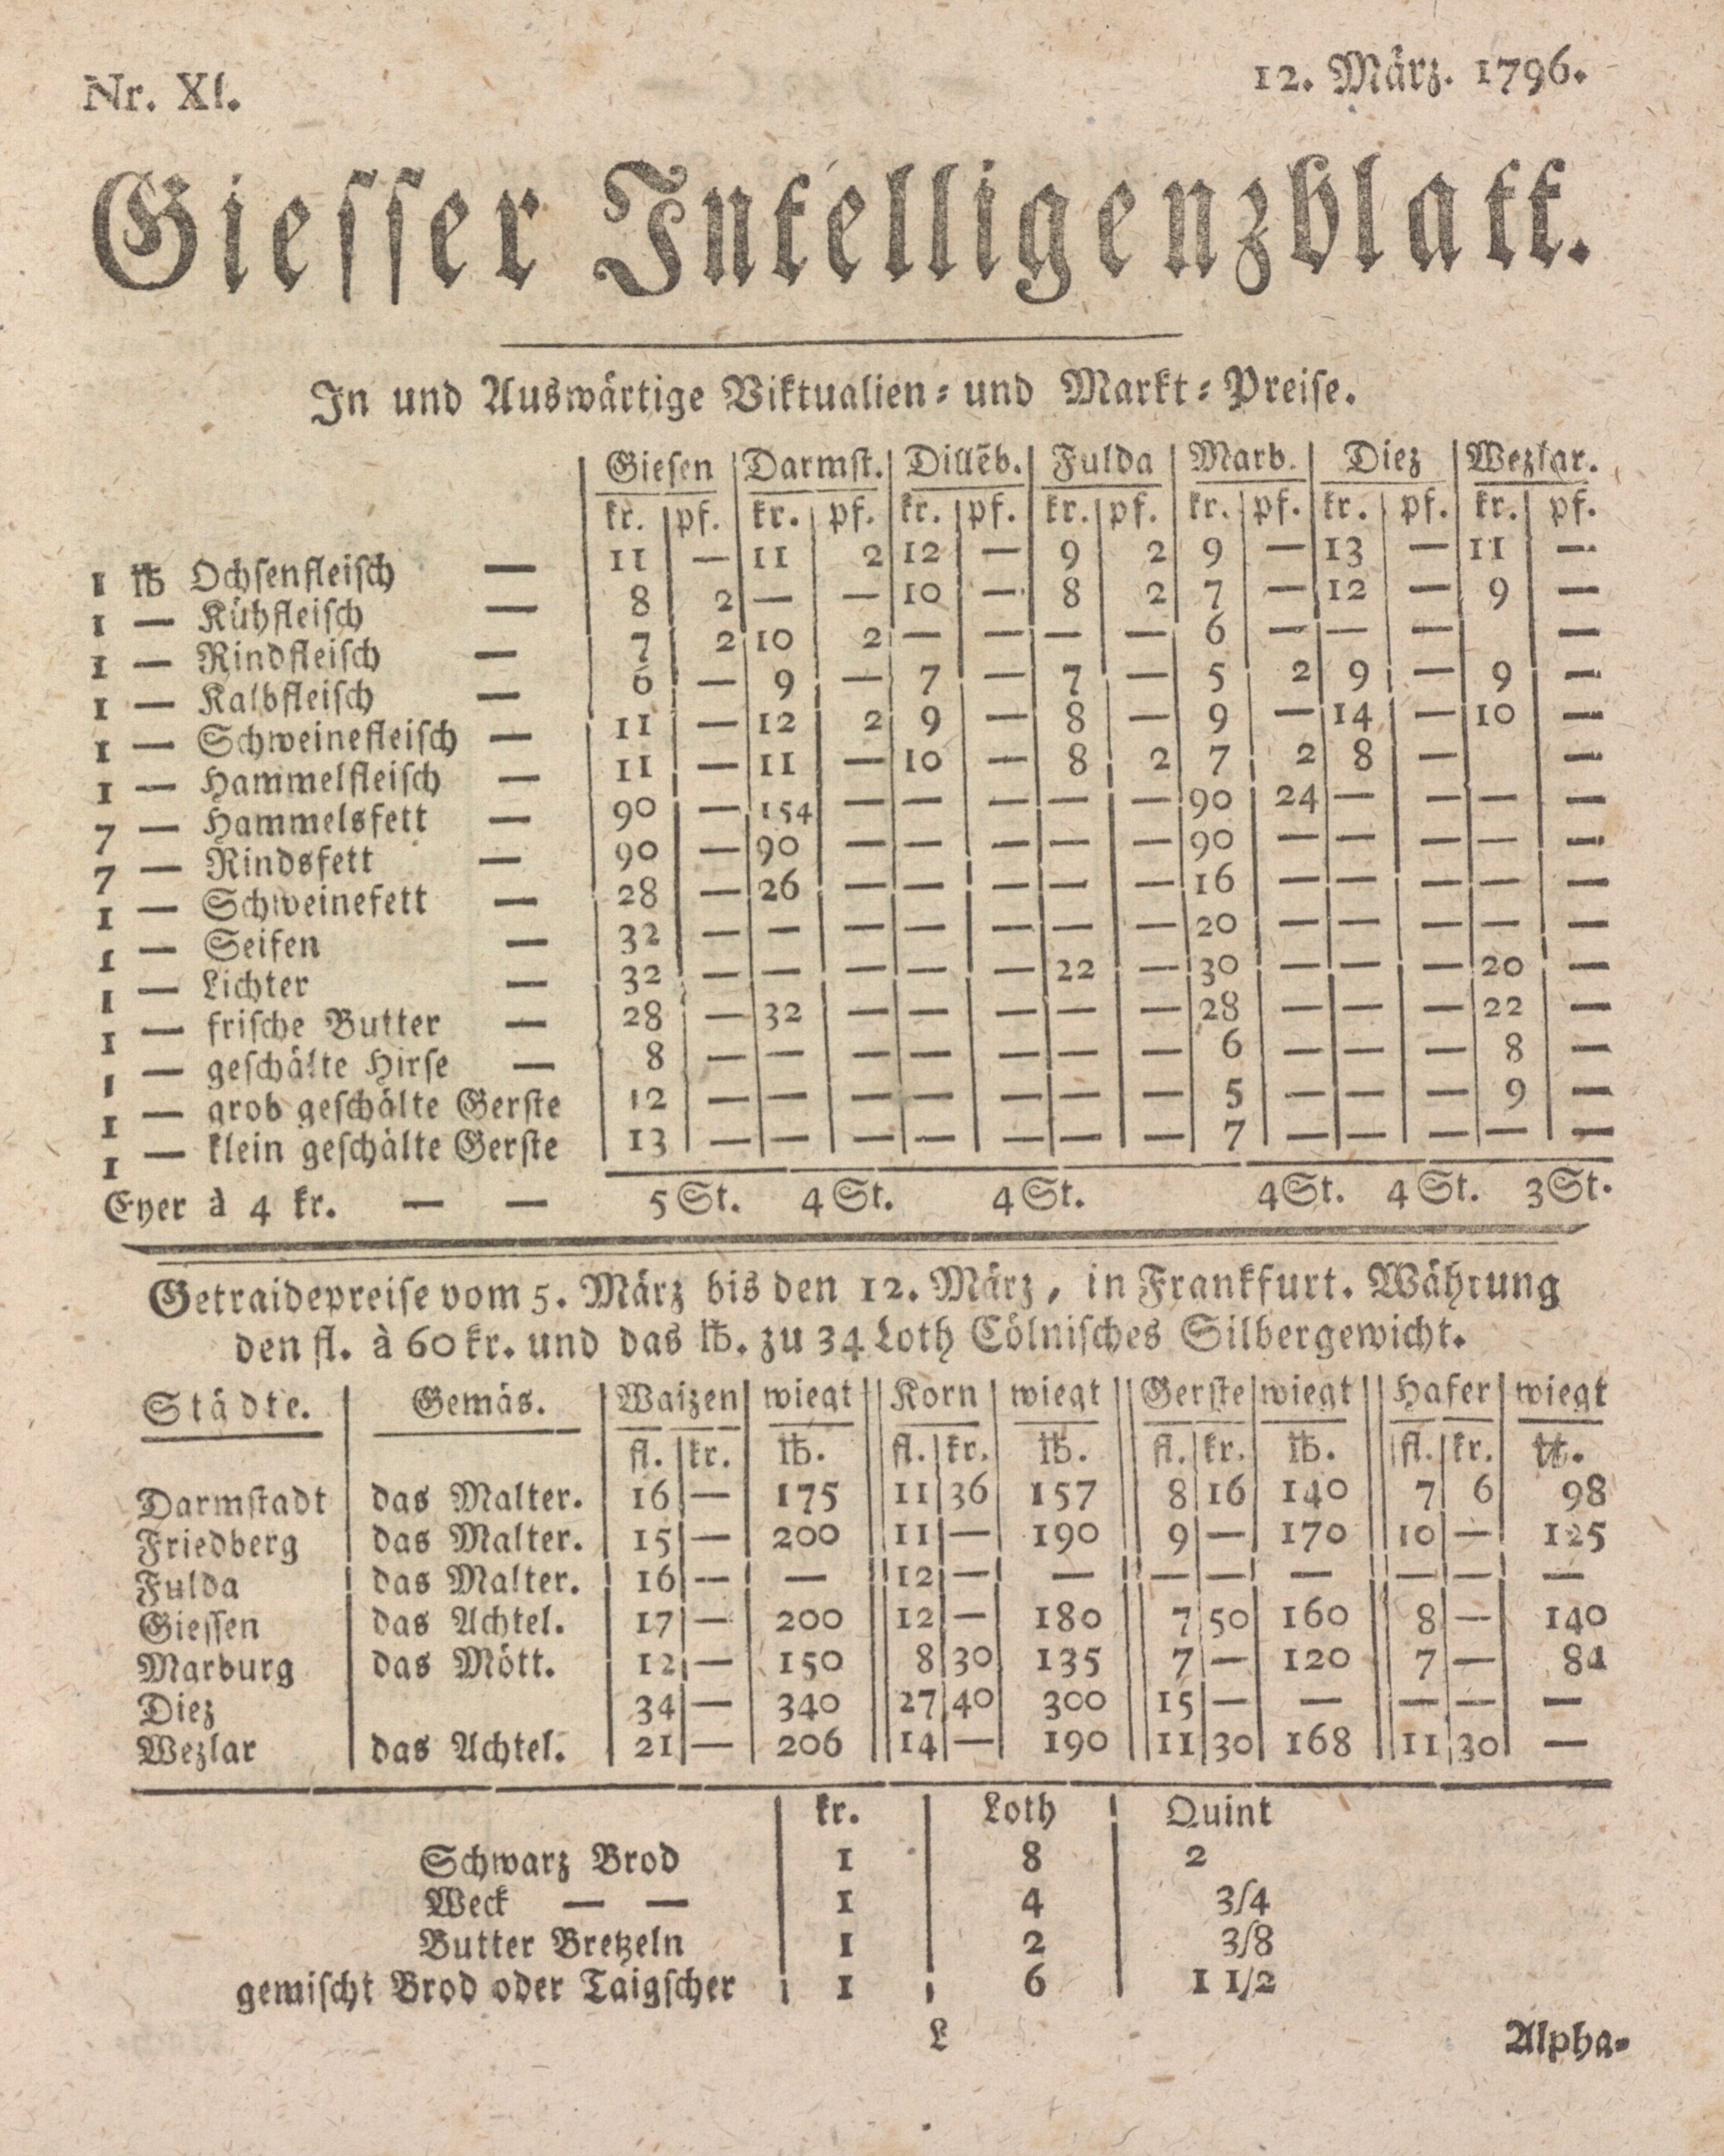 Nr. XI.
12. März. 1796.
Giesser Intelligenzblatt.
In und Auswärtige Viktualien- und Markt-Preise.
Giesen Darmst. Dillēb. Fulda Marb. Diez Wezlar.
kr. pf. kr. pf. kr. pf. kr. pf. kr. pf. kr. pf. kr. pf.
1 ℔ Ochsenfleisch — 11 — 11 2 12 — 9 2 9 — 13 — 11 —
1 — Kühfleisch — 8 2 — — 10 — 8 2 7 — 12 — 9 —
1 — Rindfleisch — 7 2 10 2 — — — — 6 — — — —
1 — Kalbfleisch — 6 — 9 — 7 — 7 — 5 2 9 — 9 —
1 — Schweinefleisch — 11 — 12 2 9 — 8 — 9 — 14 — 10 —
1 — Hammelfleisch — 11 — 11 — 10 — 8 2 7 2 8 — —
7 — Hammelsfett — 90 — 154 — — — — — 90 24 — — — —
7 — Rindsfett — 90 — 90 — — — — — 90 — — — — —
1 — Schweinefett — 28 — 26 — — — — — 16 — — — — —
1 — Seifen — 32 — — — — — — — 20 — — — — —
1 — Lichter — 32 — — — — — 22 — 30 — — — 20 —
1 — frische Butter — 28 — 32 — — — — — 28 — — — 22 —
1 — geschälte Hirse — 8 — — — — — — — 6 — — — 8 —
1 — grob geschälte Gerste 12 — — — — — — — 5 — — — 9 —
1 — klein geschälte Gerste 13 — — — — — — — 7 — — — — —
Eyer à 4 kr. — — 5 St. 4 St. 4 St. 4 St. 4 St. 3 St.
Getraidepreise vom 5. März bis den 12. März, in Frankfurt. Währung
den fl. à 60 kr. und das ℔. zu 34 Loth Cölnisches Silbergewicht.
Städte. Gemäs. Waizen wiegt Korn wiegt Gerste wiegt Hafer wiegt
fl. kr. ℔. fl. kr. ℔. fl. kr. ℔. fl. kr. ℔.
Darmstadt das Malter. 16 — 175 11 36 157 8 16 140 7 6 98
Friedberg das Malter. 15 — 200 11 — 190 9 — 170 10 — 125
Fulda das Malter. 16 — — 12 — — — — — — — —
Giessen das Achtel. 17 — 200 12 — 180 7 50 160 8 — 140
Marburg das Mött. 12 — 150 8 30 135 7 — 120 7 — 84
Diez 34 — 340 27 40 300 15 — — — — —
Wezlar das Achtel. 21 — 206 14 — 190 11 30 168 11 30 —
kr. Loth Quint
Schwarz Brod 1 8 2
Weck — — 1 4 3/4
Butter Bretzeln 1 2 3/8
gemischt Brod oder Taigscher 1 6 1 1/2
L
Alpha-